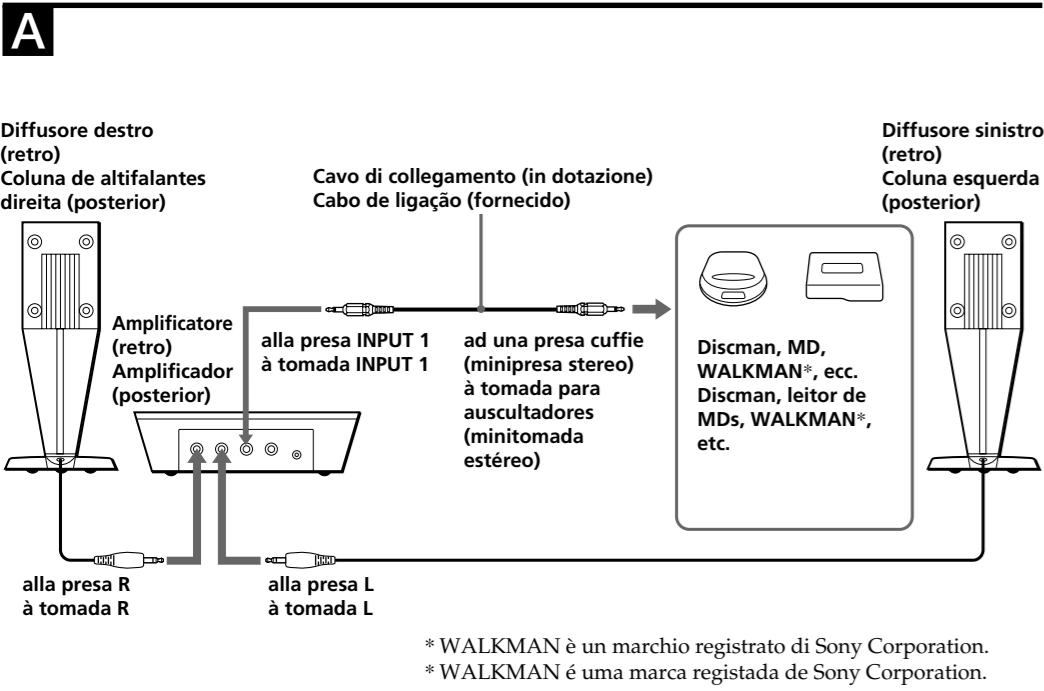 A
Diffusore destro
(retro)
Coluna de altifalantes
direita (posterior)
Cavo di collegamento (in dotazione)
Cabo de ligação (fornecido)
Diffusore sinistro
(retro)
Coluna esquerda
(posterior)
Amplificatore
(retro)
Amplificador
(posterior)
alla presa INPUT 1
à tomada INPUT 1
ad una presa cuffie
(minipresa stereo)
à tomada para
auscultadores
(minitomada
estéreo)
Discman, MD,
WALKMAN*, ecc.
Discman, leitor de
MDs, WALKMAN*,
etc.
alla presa R
à tomada R
alla presa L
à tomada L
* WALKMAN è un marchio registrato di Sony Corporation.
* WALKMAN é uma marca registada de Sony Corporation.